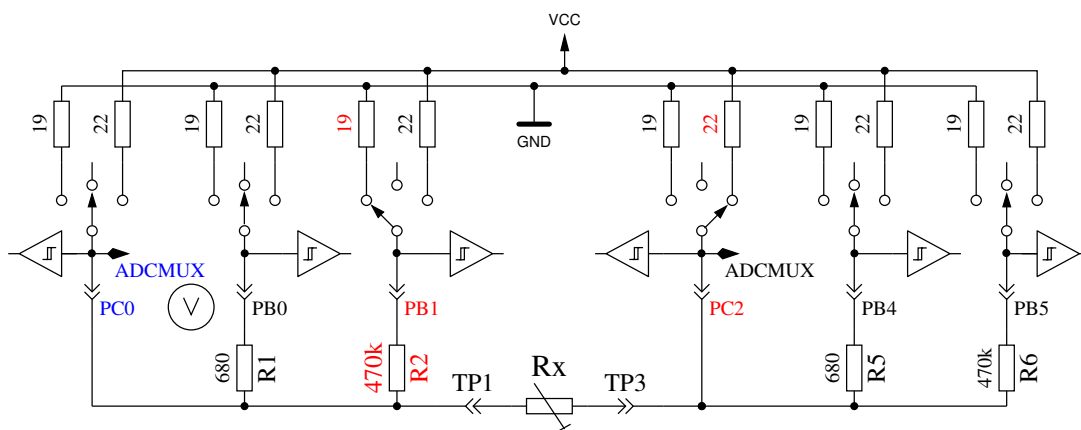 VCC
19 22 19 22 19 22 19 22 19 22 19 22
GND
ADCMUX ADCMUX
PC0 V PB0 PB1 PC2 PB4 PB5
680 R1 470k R2 680 R5 470k R6
TP1 Rx TP3